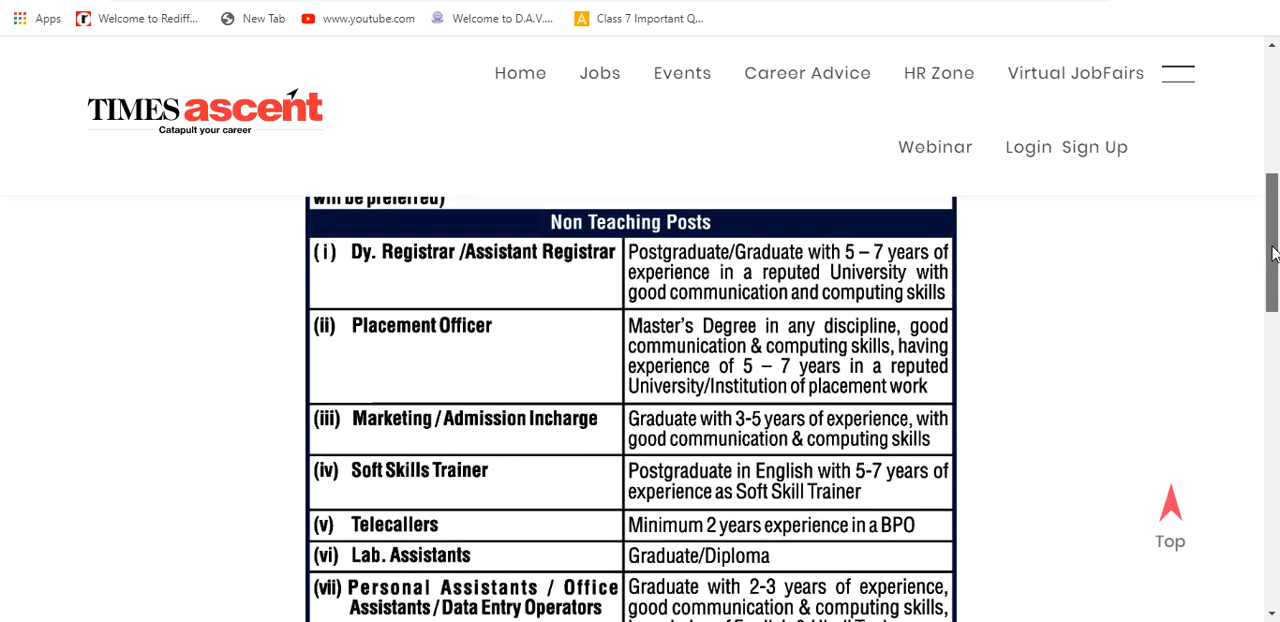 Apps Welcome to Rediff... New Tab www.youtube.com Welcome to D.A.V.... Class 7 Important Q...
Home Jobs Events Career Advice HR Zone Virtual JobFairs
TIMES ascent
Catapult your career
Webinar Login Sign Up
will be preferred)
Non Teaching Posts
(i) Dy. Registrar /Assistant Registrar
Postgraduate/Graduate with 5 – 7 years of
experience in a reputed University with
good communication and computing skills
(ii) Placement Officer
Master's Degree in any discipline, good
communication & computing skills, having
experience of 5 – 7 years in a reputed
University/Institution of placement work
(iii) Marketing / Admission Incharge
Graduate with 3-5 years of experience, with
good communication & computing skills
(iv) Soft Skills Trainer
Postgraduate in English with 5-7 years of
experience as Soft Skill Trainer
(v) Telecallers
Minimum 2 years experience in a BPO
(vi) Lab. Assistants
Graduate/Diploma
(vii) Personal Assistants / Office
Assistants / Data Entry Operators
Graduate with 2-3 years of experience,
good communication & computing skills,
Top